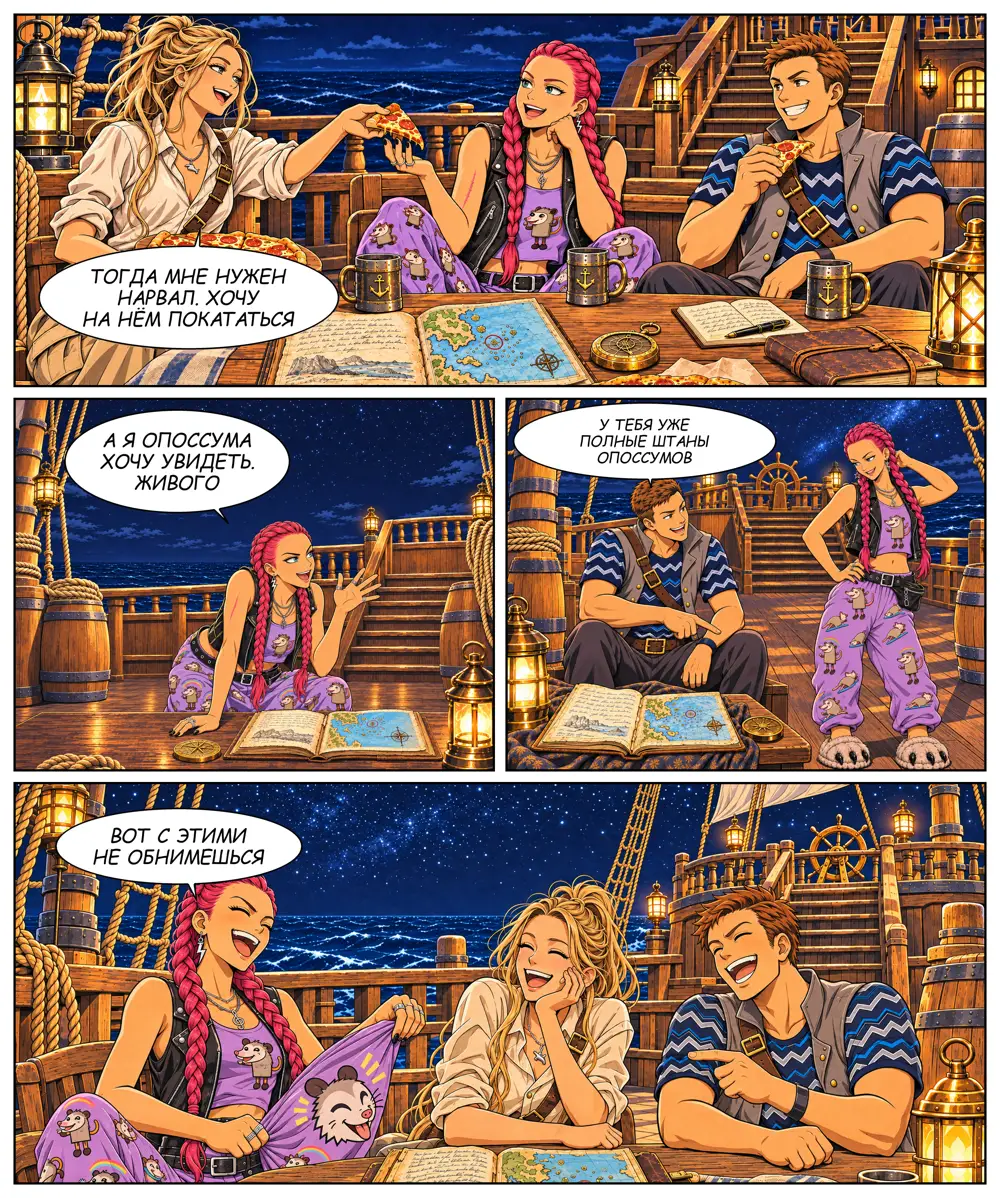 ТОГДА МНЕ НУЖЕН
НАРВАЛ. ХОЧУ
НА НЁМ ПОКАТАТЬСЯ
А Я ОПОССУМА
ХОЧУ УВИДЕТЬ.
ЖИВОГО
У ТЕБЯ УЖЕ
ПОЛНЫЕ ШТАНЫ
ОПОССУМОВ
ВОТ С ЭТИМИ
НЕ ОБНИМЕШЬСЯ